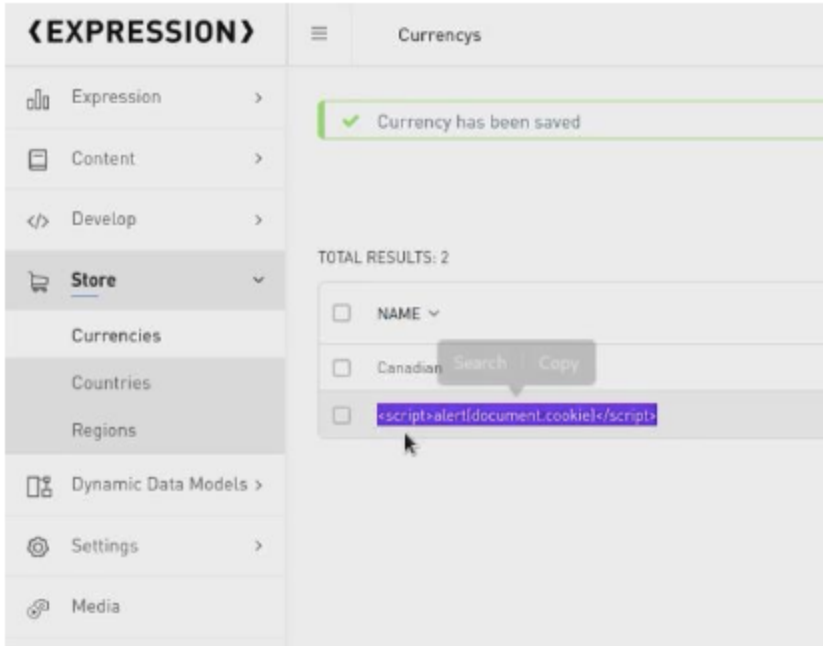 ❮EXPRESSION❯
Currencys
Expression
Currency has been saved
Content
Develop
TOTAL RESULTS: 2
Store
NAME
Currencies
Canadian
Search
Copy
Countries
<script>alert(document.cookie)</script>
Regions
Dynamic Data Models
Settings
Media